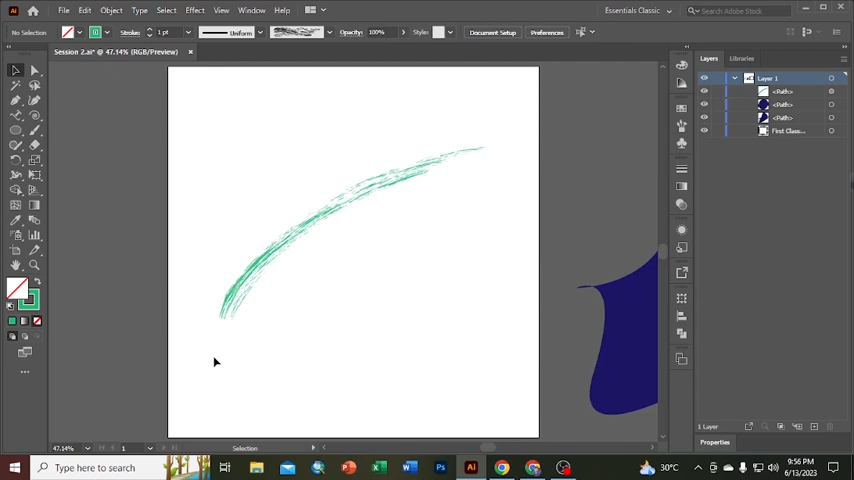 Ai File Edit Object Type Select Effect View Window Help Essentials Classic Search Adobe Stock
No Selection Stroke: 1 pt Uniform Opacity: 100% Style: Document Setup Preferences
Session 2.ai* @ 47.14% (RGB/Preview) ×
Layers Libraries
Layer 1
<Path>
<Path>
<Path>
First Class...
1 Layer
Properties
47.14% 1 Selection
Type here to search Ps Ai 30°C 9:56 PM
6/13/2023